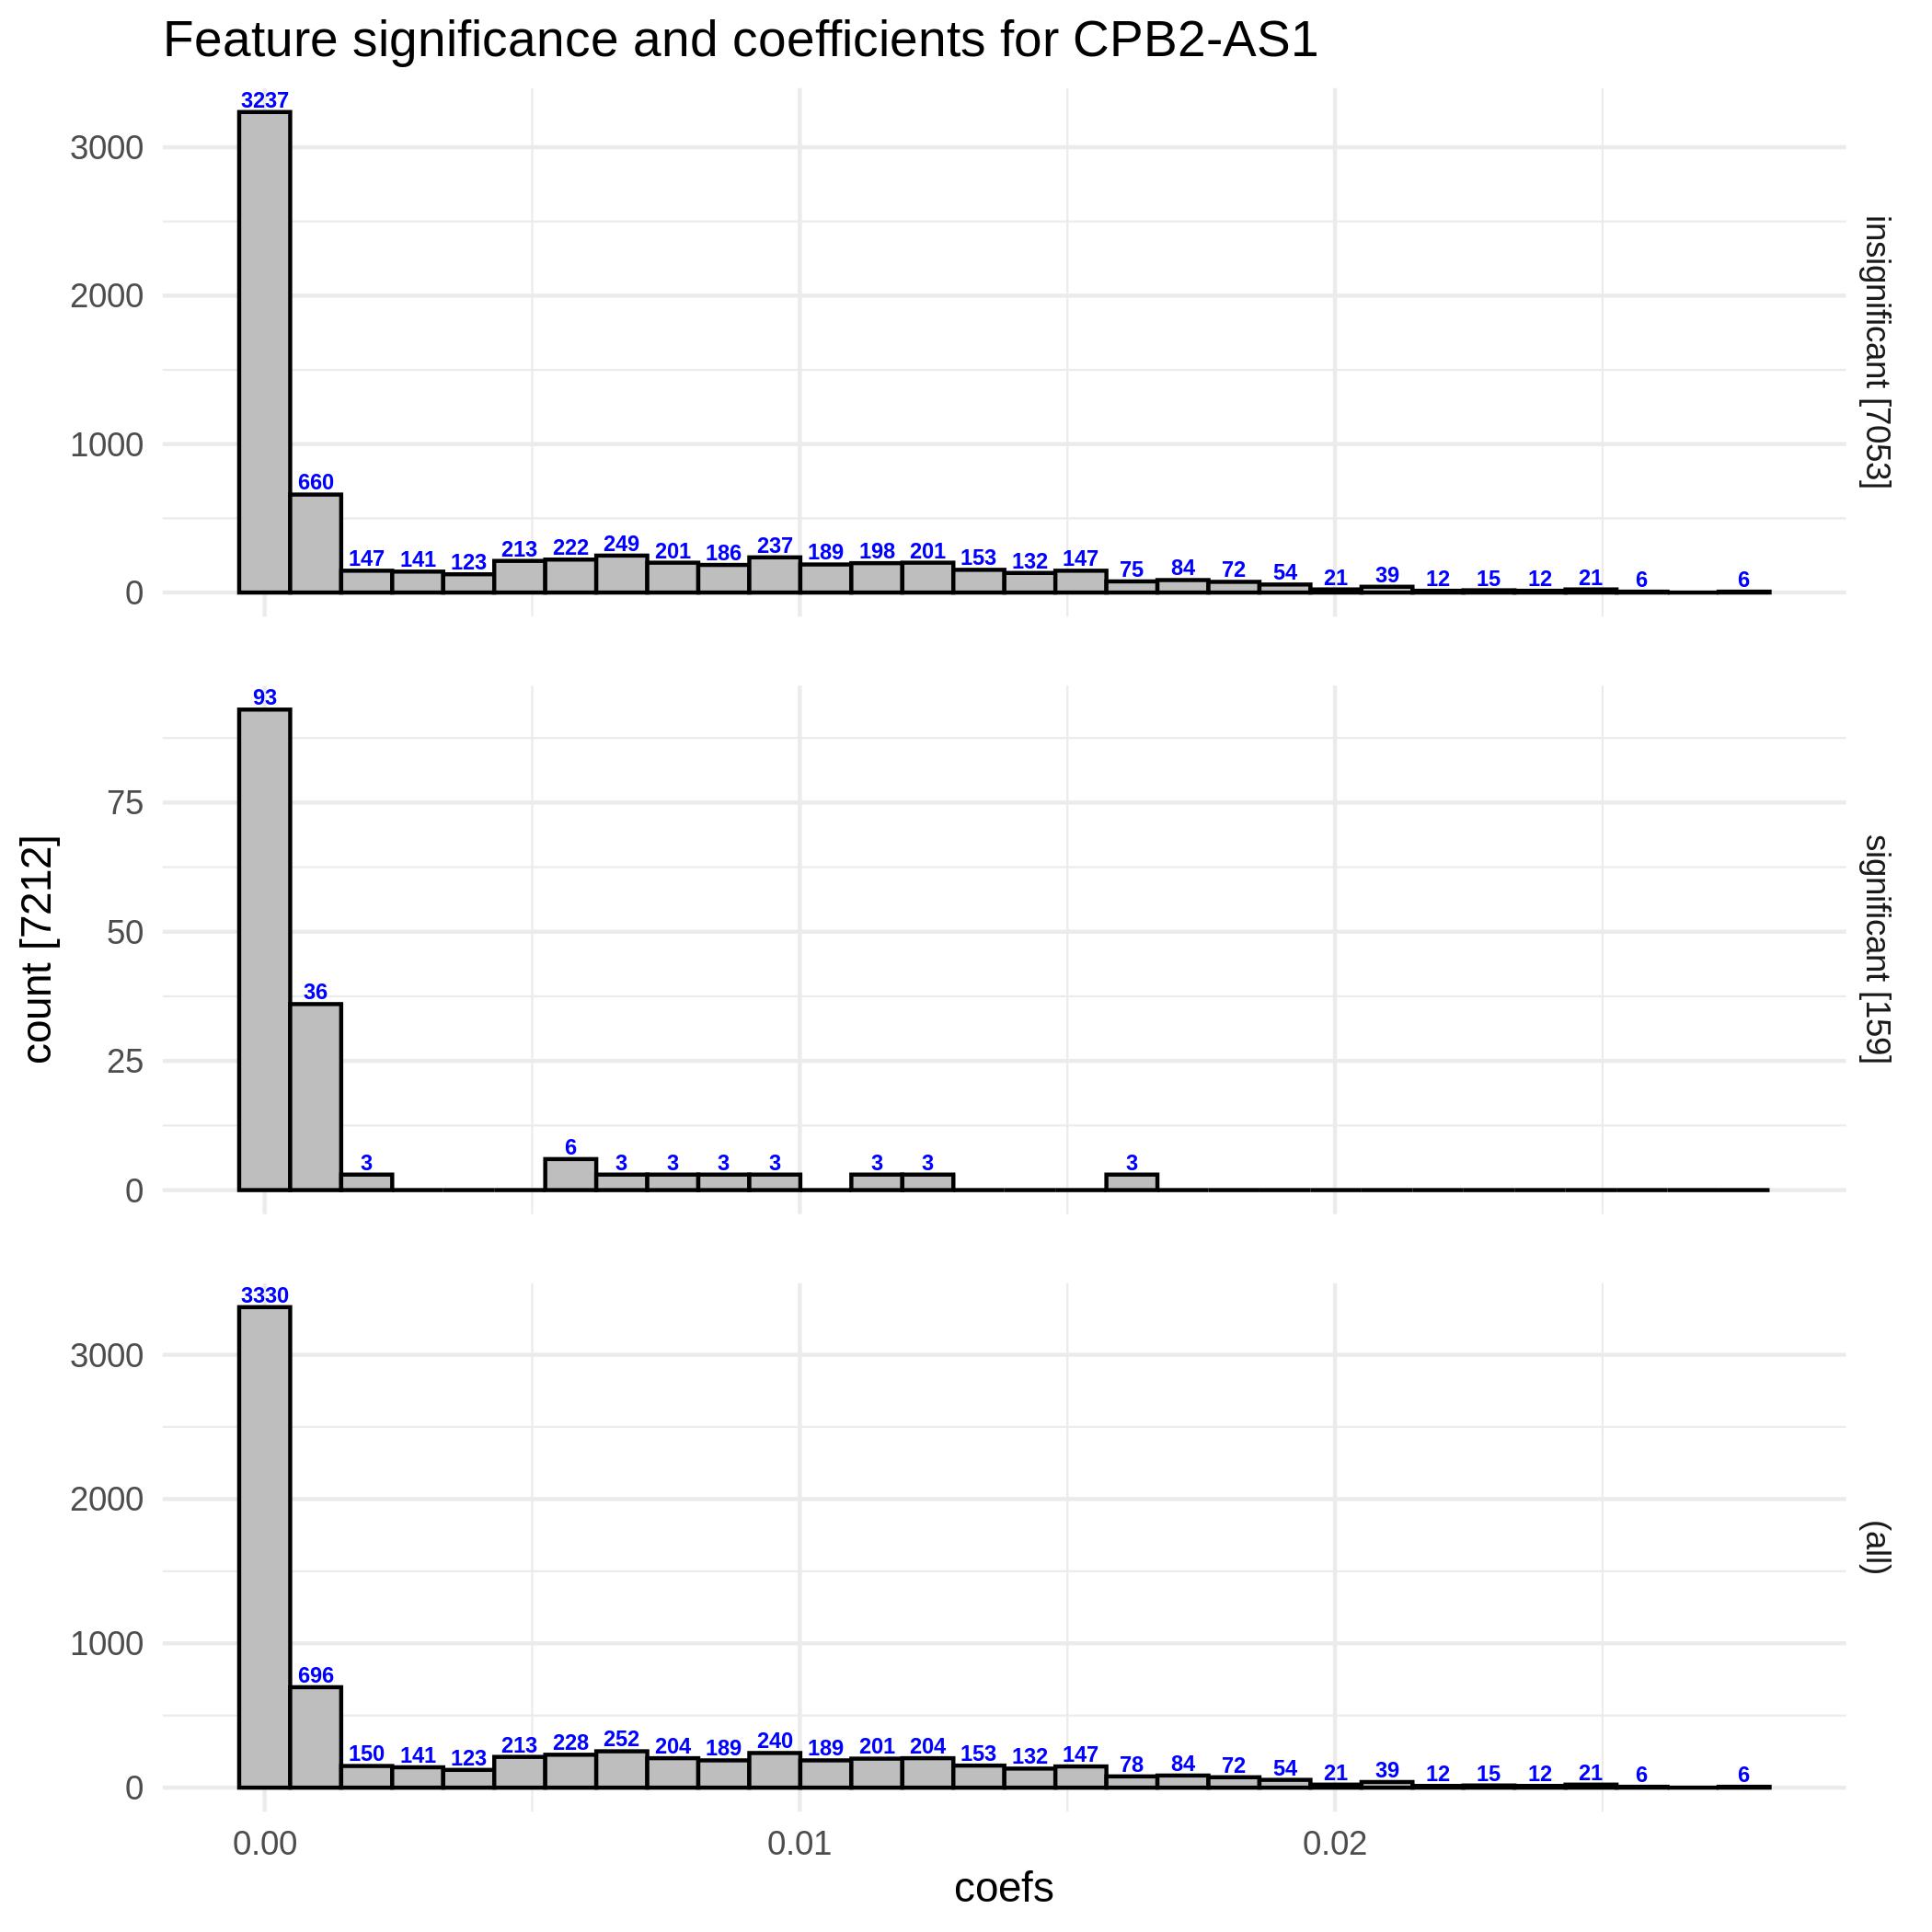 Feature significance and coefficients for CPB2-AS1
3237
3000
2000
1000
0
660
147 141 123 213 222 249 201 186 237 189 198 201 153 132 147 75 84 72 54 21 39 12 15 12 21 6 6
insignificant [7053]
count [7212]
93
75
50
25
0
36
3 6 3 3 3 3 3 3 3
significant [159]
3330
3000
2000
1000
0
696
150 141 123 213 228 252 204 189 240 189 201 204 153 132 147 78 84 72 54 21 39 12 15 12 21 6 6
(all)
0.00 0.01 0.02
coefs